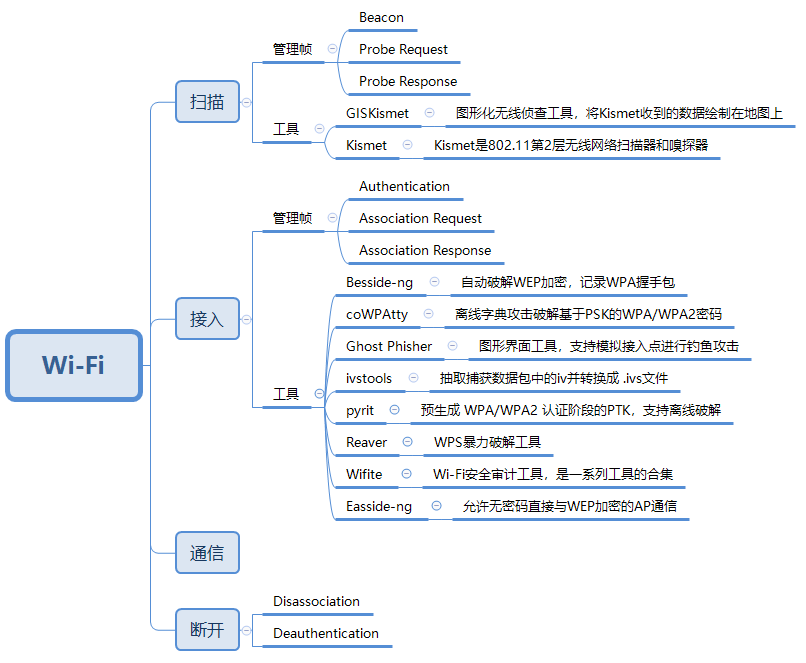 Wi-Fi
扫描
管理帧
Beacon
Probe Request
Probe Response
工具
GISKismet
图形化无线侦查工具，将Kismet收到的数据绘制在地图上
Kismet
Kismet是802.11第2层无线网络扫描器和嗅探器
接入
管理帧
Authentication
Association Request
Association Response
工具
Besside-ng
自动破解WEP加密，记录WPA握手包
coWPAtty
离线字典攻击破解基于PSK的WPA/WPA2密码
Ghost Phisher
图形界面工具，支持模拟接入点进行钓鱼攻击
ivstools
抽取捕获数据包中的iv并转换成 .ivs文件
pyrit
预生成 WPA/WPA2 认证阶段的PTK，支持离线破解
Reaver
WPS暴力破解工具
Wifite
Wi-Fi安全审计工具，是一系列工具的合集
Easside-ng
允许无密码直接与WEP加密的AP通信
通信
断开
Disassociation
Deauthentication